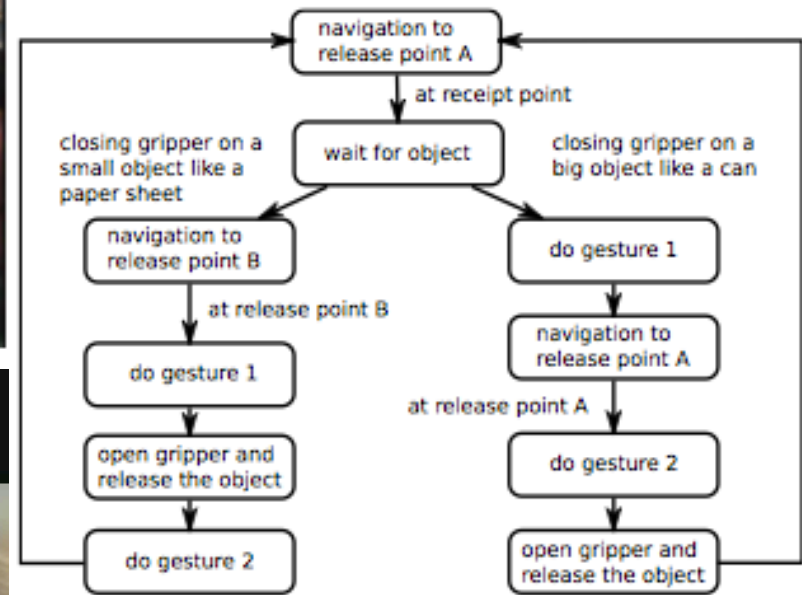 navigation to
release point A
at receipt point
closing gripper on a
small object like a
paper sheet
wait for object
closing gripper on a
big object like a can
navigation to
release point B
at release point B
do gesture 1
open gripper and
release the object
do gesture 2
do gesture 1
navigation to
release point A
at release point A
do gesture 2
open gripper and
release the object